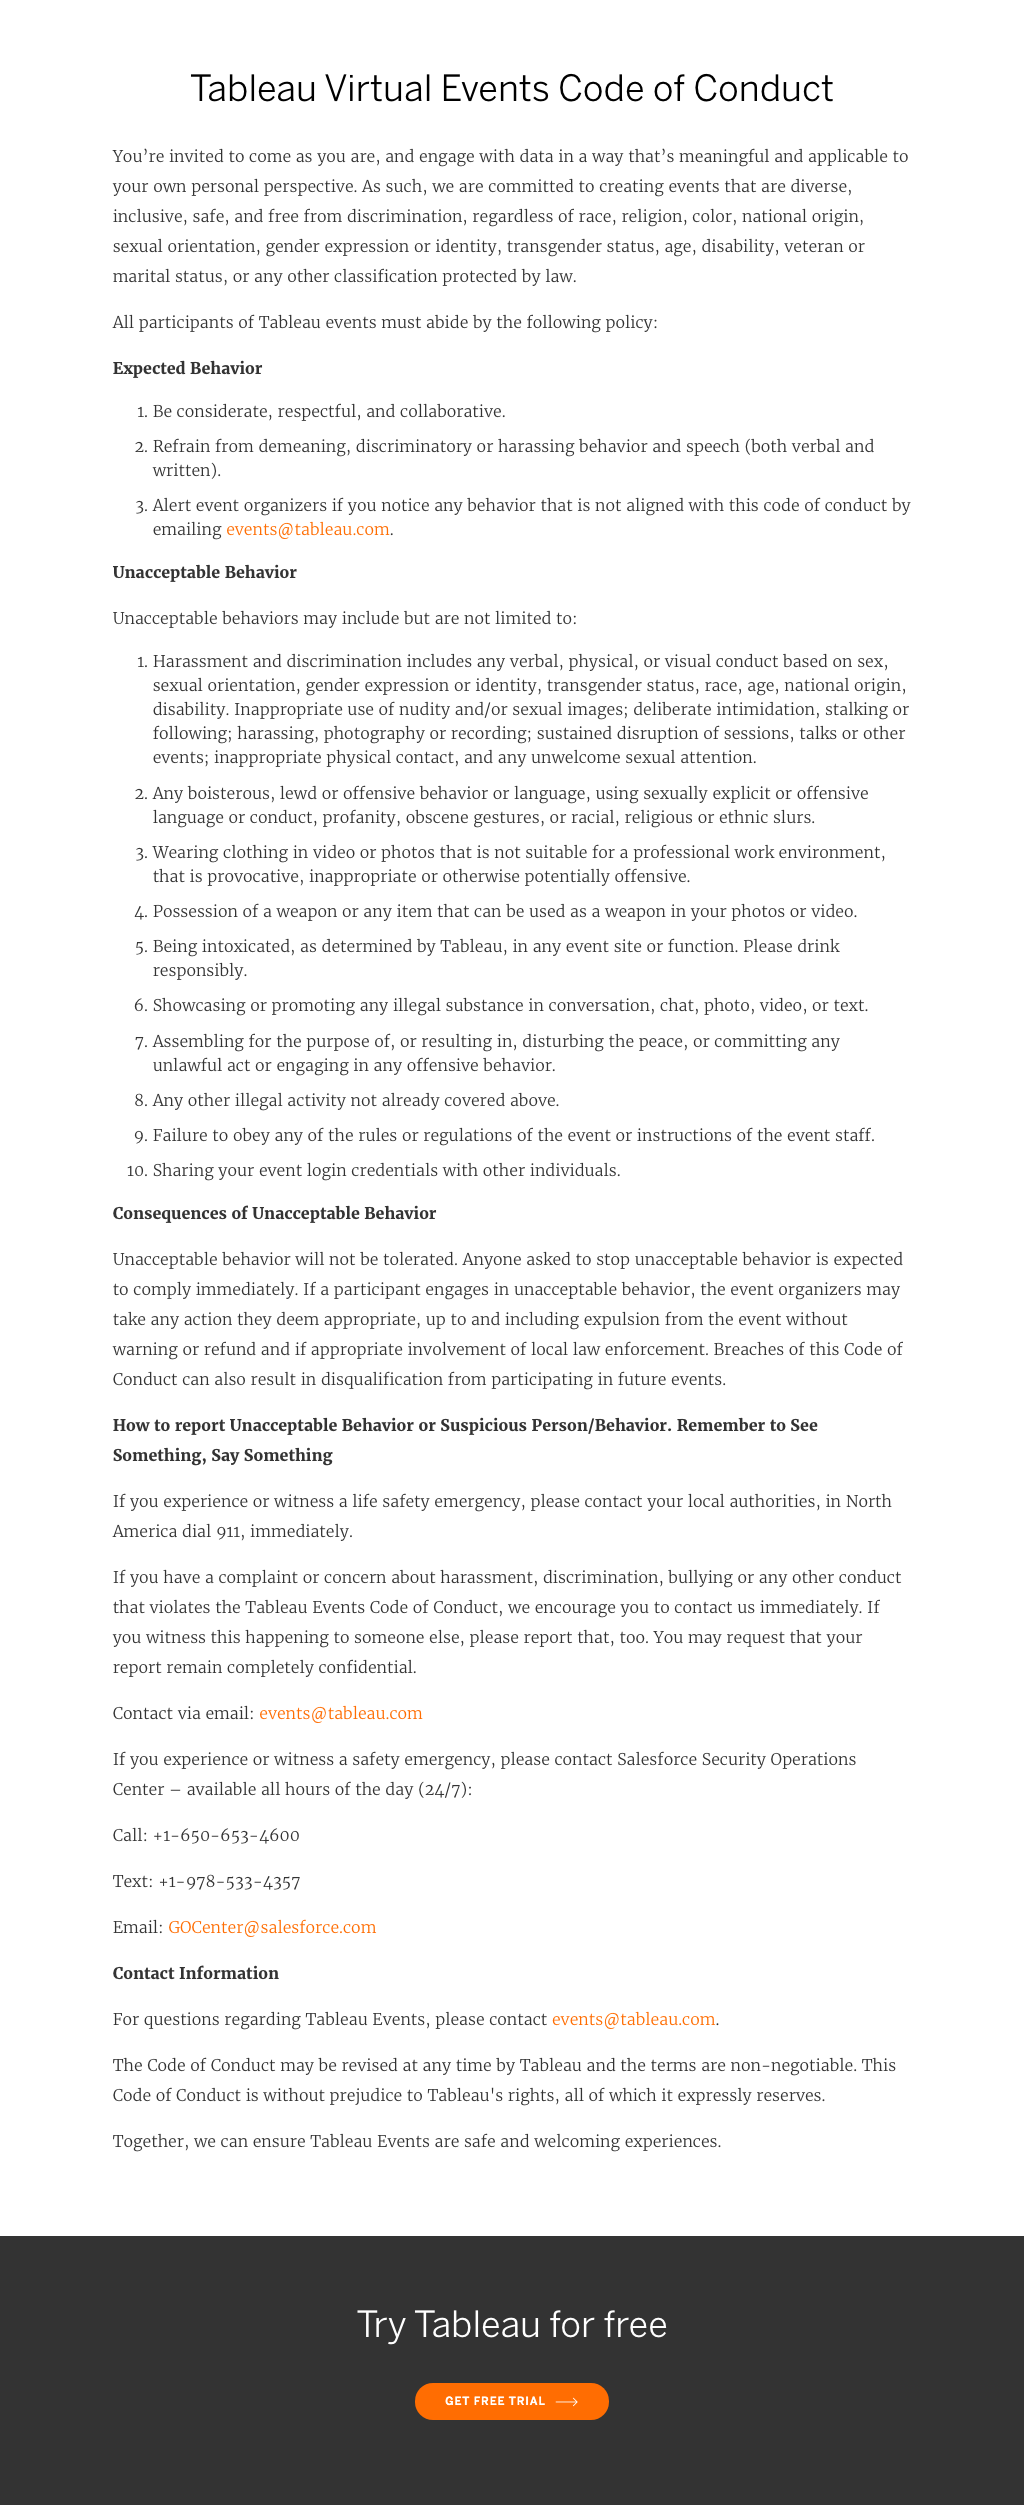 Tableau Virtual Events Code of Conduct
You’re invited to come as you are, and engage with data in a way that’s meaningful and applicable to
your own personal perspective. As such, we are committed to creating events that are diverse,
inclusive, safe, and free from discrimination, regardless of race, religion, color, national origin,
sexual orientation, gender expression or identity, transgender status, age, disability, veteran or
marital status, or any other classification protected by law.
All participants of Tableau events must abide by the following policy:
Expected Behavior
1. Be considerate, respectful, and collaborative.
2. Refrain from demeaning, discriminatory or harassing behavior and speech (both verbal and
written).
3. Alert event organizers if you notice any behavior that is not aligned with this code of conduct by
emailing events@tableau.com.
Unacceptable Behavior
Unacceptable behaviors may include but are not limited to:
1. Harassment and discrimination includes any verbal, physical, or visual conduct based on sex,
sexual orientation, gender expression or identity, transgender status, race, age, national origin,
disability. Inappropriate use of nudity and/or sexual images; deliberate intimidation, stalking or
following; harassing, photography or recording; sustained disruption of sessions, talks or other
events; inappropriate physical contact, and any unwelcome sexual attention.
2. Any boisterous, lewd or offensive behavior or language, using sexually explicit or offensive
language or conduct, profanity, obscene gestures, or racial, religious or ethnic slurs.
3. Wearing clothing in video or photos that is not suitable for a professional work environment,
that is provocative, inappropriate or otherwise potentially offensive.
4. Possession of a weapon or any item that can be used as a weapon in your photos or video.
5. Being intoxicated, as determined by Tableau, in any event site or function. Please drink
responsibly.
6. Showcasing or promoting any illegal substance in conversation, chat, photo, video, or text.
7. Assembling for the purpose of, or resulting in, disturbing the peace, or committing any
unlawful act or engaging in any offensive behavior.
8. Any other illegal activity not already covered above.
9. Failure to obey any of the rules or regulations of the event or instructions of the event staff.
10. Sharing your event login credentials with other individuals.
Consequences of Unacceptable Behavior
Unacceptable behavior will not be tolerated. Anyone asked to stop unacceptable behavior is expected
to comply immediately. If a participant engages in unacceptable behavior, the event organizers may
take any action they deem appropriate, up to and including expulsion from the event without
warning or refund and if appropriate involvement of local law enforcement. Breaches of this Code of
Conduct can also result in disqualification from participating in future events.
How to report Unacceptable Behavior or Suspicious Person/Behavior. Remember to See
Something, Say Something
If you experience or witness a life safety emergency, please contact your local authorities, in North
America dial 911, immediately.
If you have a complaint or concern about harassment, discrimination, bullying or any other conduct
that violates the Tableau Events Code of Conduct, we encourage you to contact us immediately. If
you witness this happening to someone else, please report that, too. You may request that your
report remain completely confidential.
Contact via email: events@tableau.com
If you experience or witness a safety emergency, please contact Salesforce Security Operations
Center – available all hours of the day (24/7):
Call: +1-650-653-4600
Text: +1-978-533-4357
Email: GOCenter@salesforce.com
Contact Information
For questions regarding Tableau Events, please contact events@tableau.com.
The Code of Conduct may be revised at any time by Tableau and the terms are non-negotiable. This
Code of Conduct is without prejudice to Tableau's rights, all of which it expressly reserves.
Together, we can ensure Tableau Events are safe and welcoming experiences.
Try Tableau for free
GET FREE TRIAL